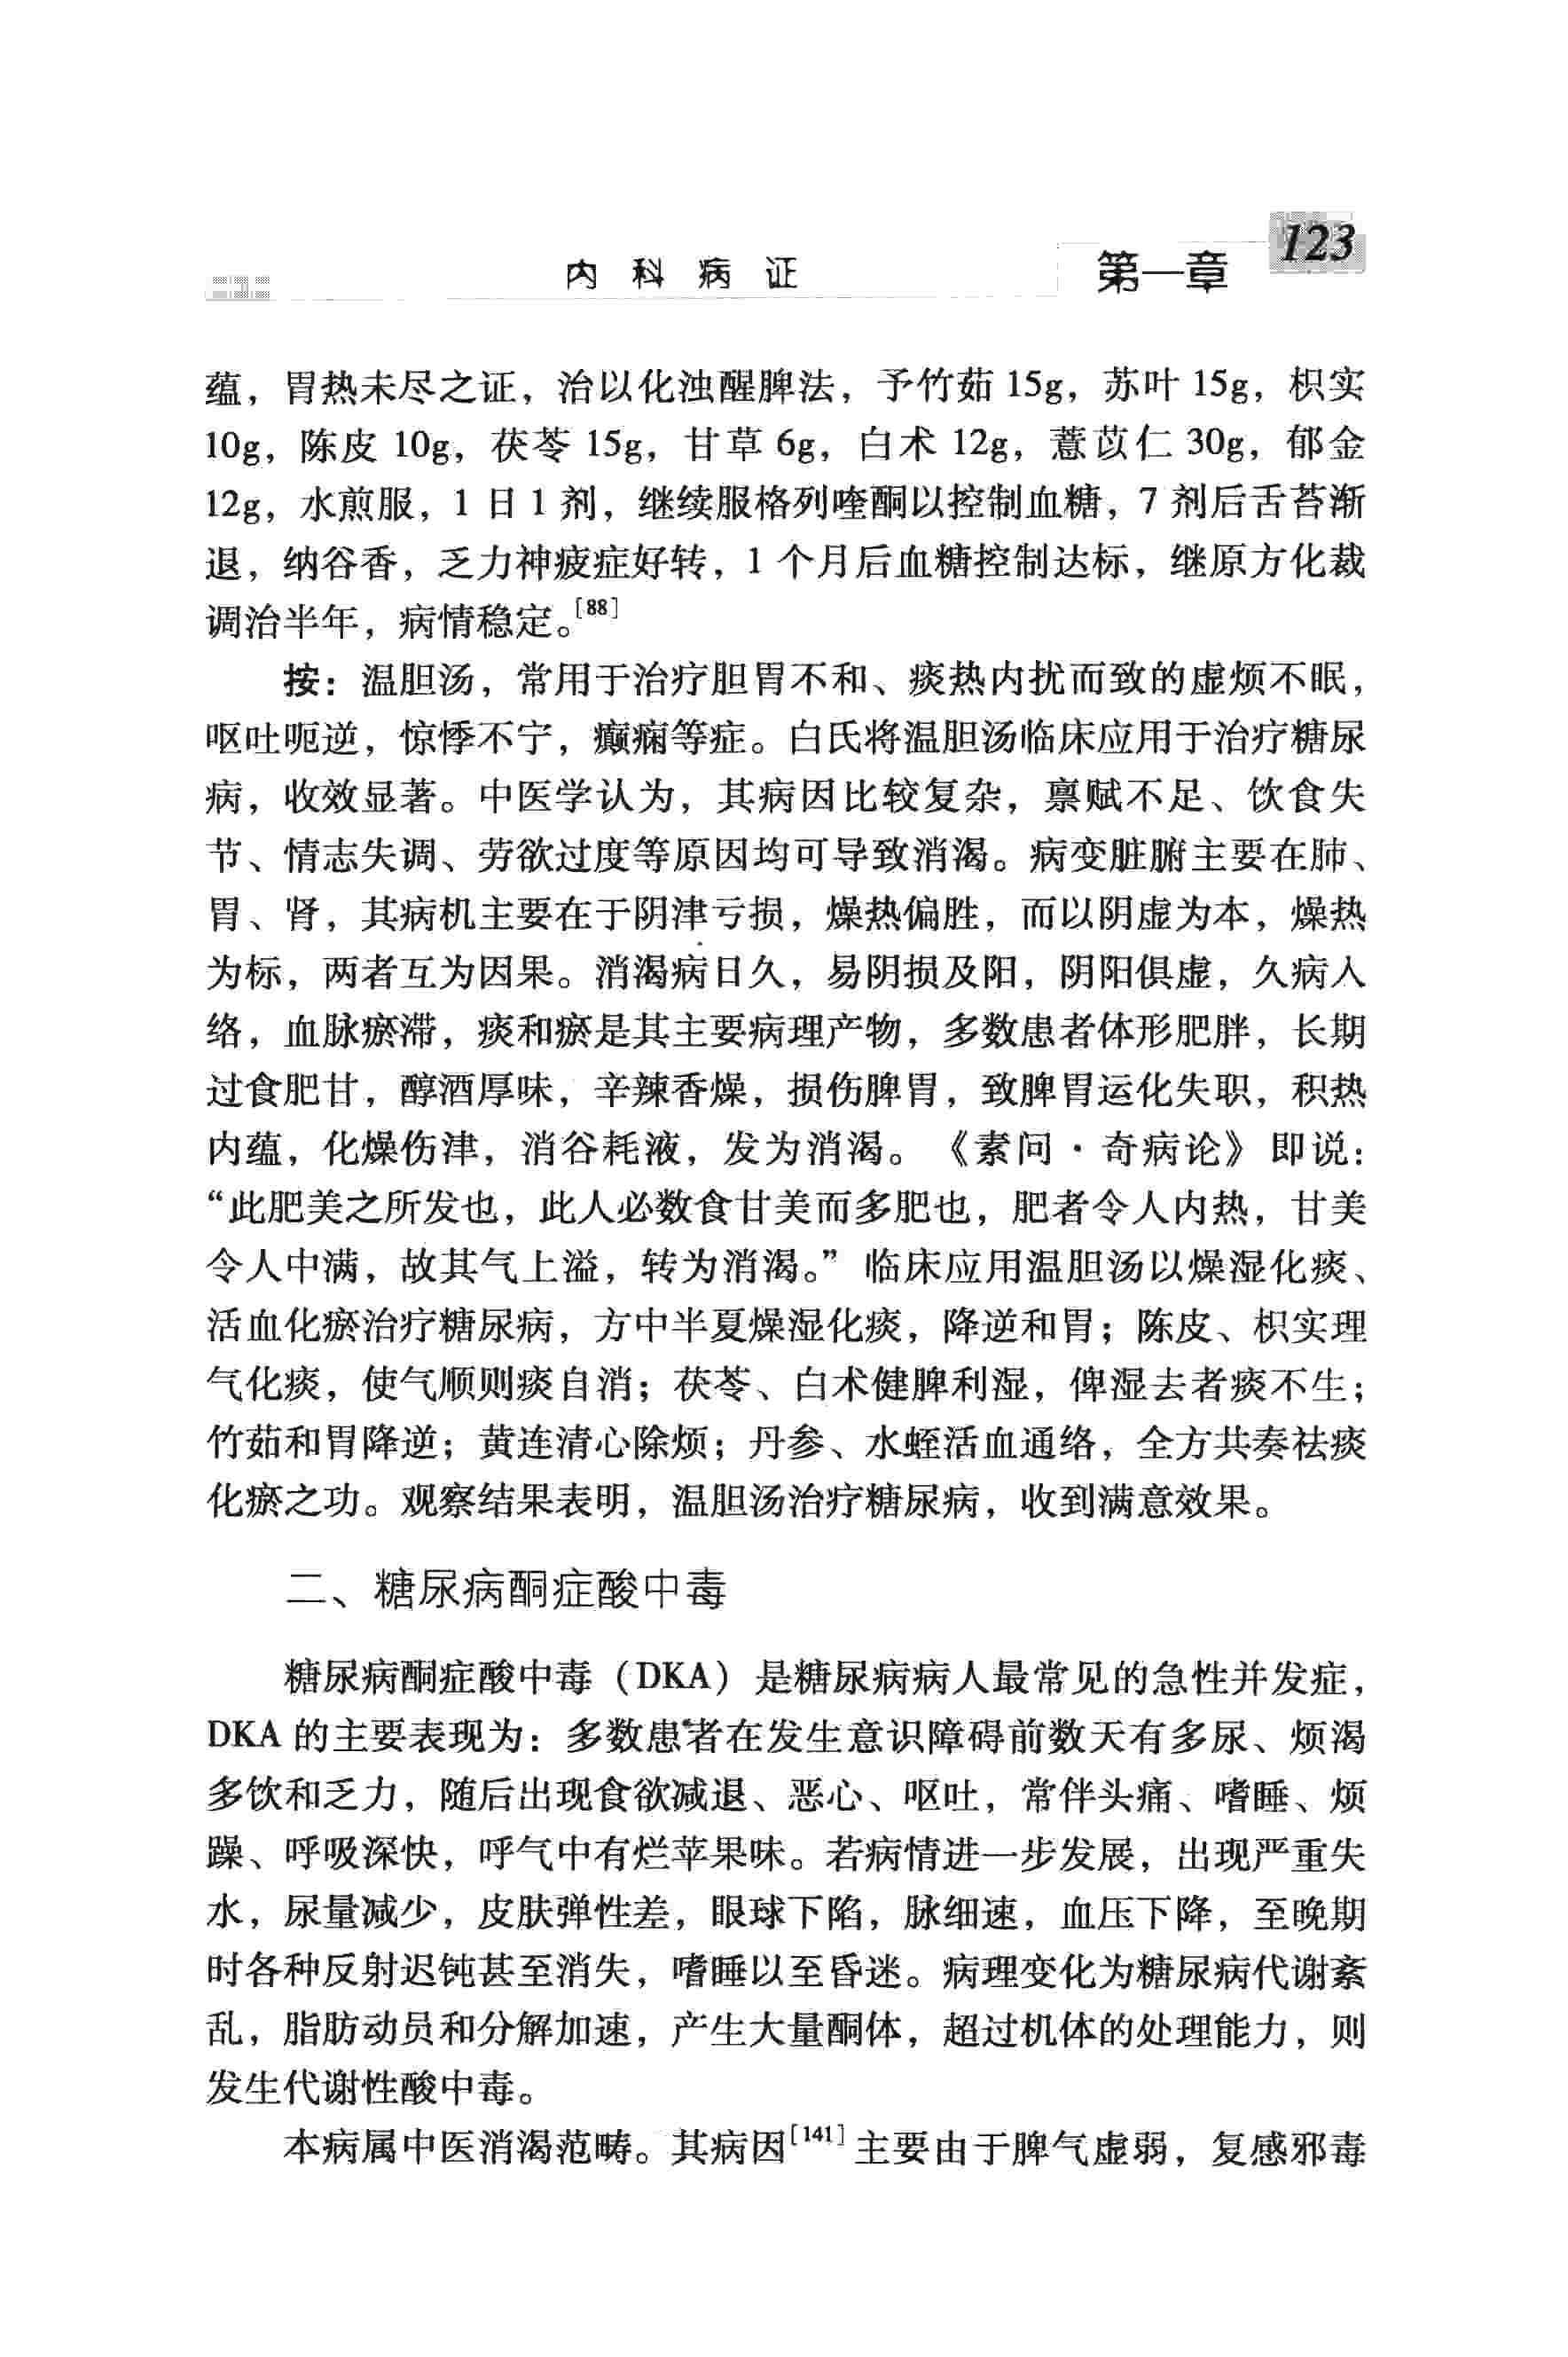 内科病证 第一章 123
蕴，胃热未尽之证，治以化浊醒脾法，予竹茹 15g，苏叶 15g，枳实
10g，陈皮 10g，茯苓 15g，甘草 6g，白术 12g，薏苡仁 30g，郁金
12g，水煎服，1 日 1 剂，继续服格列喹酮以控制血糖，7 剂后舌苔渐
退，纳谷香，乏力神疲症好转，1 个月后血糖控制达标，继原方化裁
调治半年，病情稳定。[88]
按：温胆汤，常用于治疗胆胃不和、痰热内扰而致的虚烦不眠，
呕吐呃逆，惊悸不宁，癫痫等症。白氏将温胆汤临床应用于治疗糖尿
病，收效显著。中医学认为，其病因比较复杂，禀赋不足、饮食失
节、情志失调、劳欲过度等原因均可导致消渴。病变脏腑主要在肺、
胃、肾，其病机主要在于阴津亏损，燥热偏胜，而以阴虚为本，燥热
为标，两者互为因果。消渴病日久，易阴损及阳，阴阳俱虚，久病入
络，血脉瘀滞，痰和瘀是其主要病理产物，多数患者体形肥胖，长期
过食肥甘，醇酒厚味，辛辣香燥，损伤脾胃，致脾胃运化失职，积热
内蕴，化燥伤津，消谷耗液，发为消渴。《素问·奇病论》即说：
“此肥美之所发也，此人必数食甘美而多肥也，肥者令人内热，甘美
令人中满，故其气上溢，转为消渴。”临床应用温胆汤以燥湿化痰、
活血化瘀治疗糖尿病，方中半夏燥湿化痰，降逆和胃；陈皮、枳实理
气化痰，使气顺则痰自消；茯苓、白术健脾利湿，俾湿去者痰不生；
竹茹和胃降逆；黄连清心除烦；丹参、水蛭活血通络，全方共奏祛痰
化瘀之功。观察结果表明，温胆汤治疗糖尿病，收到满意效果。
二、糖尿病酮症酸中毒
糖尿病酮症酸中毒（DKA）是糖尿病病人最常见的急性并发症，
DKA 的主要表现为：多数患者在发生意识障碍前数天有多尿、烦渴
多饮和乏力，随后出现食欲减退、恶心、呕吐，常伴头痛、嗜睡、烦
躁、呼吸深快，呼气中有烂苹果味。若病情进一步发展，出现严重失
水，尿量减少，皮肤弹性差，眼球下陷，脉细速，血压下降，至晚期
时各种反射迟钝甚至消失，嗜睡以至昏迷。病理变化为糖尿病代谢紊
乱，脂肪动员和分解加速，产生大量酮体，超过机体的处理能力，则
发生代谢性酸中毒。
本病属中医消渴范畴。其病因[141]主要由于脾气虚弱，复感邪毒